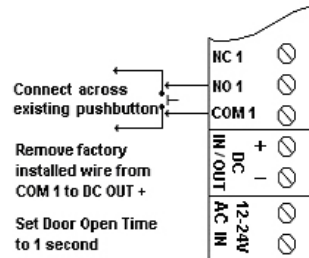 NC 1
NO 1
COM 1
Connect across
existing pushbutton
Remove factory
installed wire from
COM 1 to DC OUT +
Set Door Open Time
to 1 second
DC
IN / OUT
+
–
12-24V
AC IN